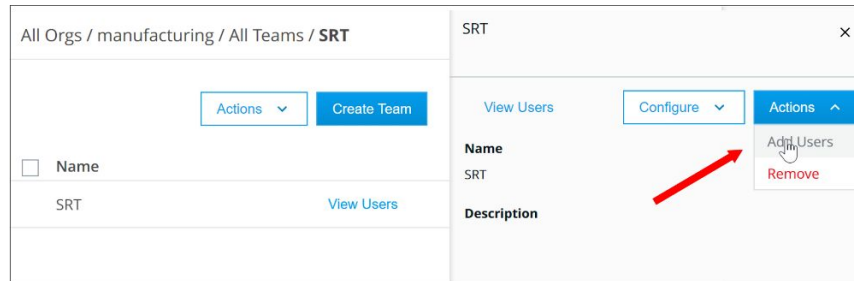 All Orgs / manufacturing / All Teams / SRT
Actions
Create Team
Name
SRT
View Users
SRT
×
View Users
Configure
Actions
Add Users
Remove
Name
SRT
Description